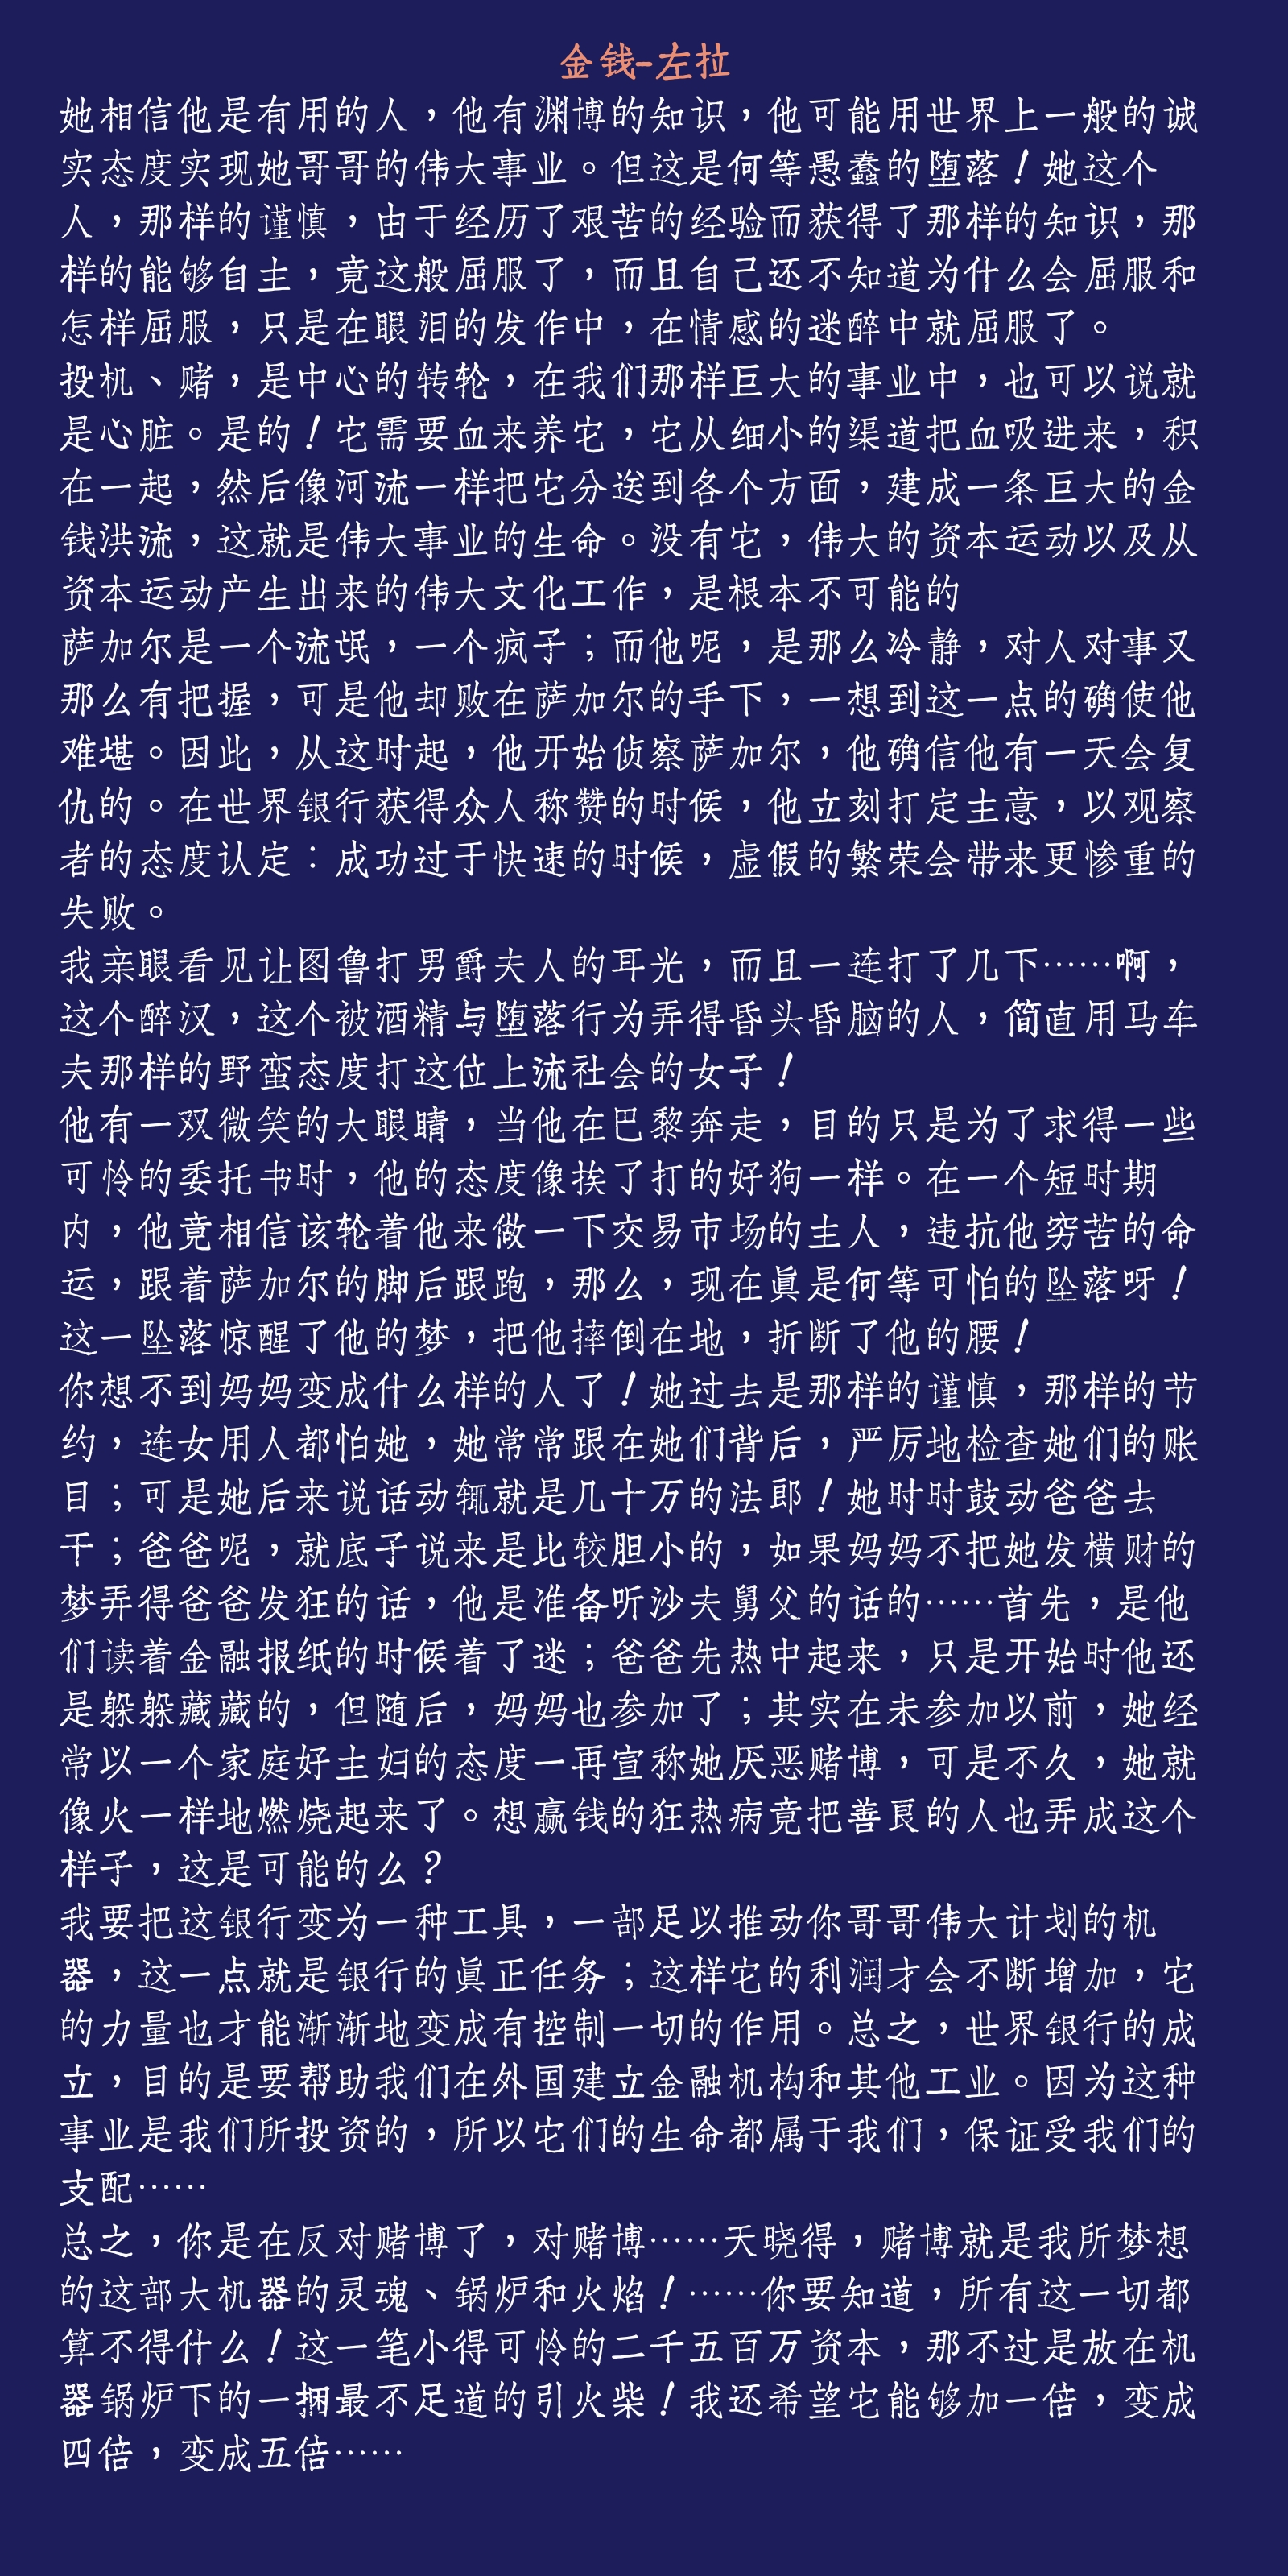 金钱-左拉
她相信他是有用的人，他有渊博的知识，他可能用世界上一般的诚
实态度实现她哥哥的伟大事业。但这是何等愚蠢的堕落！她这个
人，那样的谨慎，由于经历了艰苦的经验而获得了那样的知识，那
样的能够自主，竟这般屈服了，而且自己还不知道为什么会屈服和
怎样屈服，只是在眼泪的发作中，在情感的迷醉中就屈服了。
投机、赌，是中心的转轮，在我们那样巨大的事业中，也可以说就
是心脏。是的！它需要血来养它，它从细小的渠道把血吸进来，积
在一起，然后像河流一样把它分送到各个方面，建成一条巨大的金
钱洪流，这就是伟大事业的生命。没有它，伟大的资本运动以及从
资本运动产生出来的伟大文化工作，是根本不可能的
萨加尔是一个流氓，一个疯子；而他呢，是那么冷静，对人对事又
那么有把握，可是他却败在萨加尔的手下，一想到这一点的确使他
难堪。因此，从这时起，他开始侦察萨加尔，他确信他有一天会复
仇的。在世界银行获得众人称赞的时候，他立刻打定主意，以观察
者的态度认定：成功过于快速的时候，虚假的繁荣会带来更惨重的
失败。
我亲眼看见让图鲁打男爵夫人的耳光，而且一连打了几下……啊，
这个醉汉，这个被酒精与堕落行为弄得昏头昏脑的人，简直用马车
夫那样的野蛮态度打这位上流社会的女子！
他有一双微笑的大眼睛，当他在巴黎奔走，目的只是为了求得一些
可怜的委托书时，他的态度像挨了打的好狗一样。在一个短时期
内，他竟相信该轮着他来做一下交易市场的主人，违抗他穷苦的命
运，跟着萨加尔的脚后跟跑，那么，现在真是何等可怕的坠落呀！
这一坠落惊醒了他的梦，把他摔倒在地，折断了他的腰！
你想不到妈妈变成什么样的人了！她过去是那样的谨慎，那样的节
约，连女用人都怕她，她常常跟在她们背后，严厉地检查她们的账
目；可是她后来说话动辄就是几十万的法郎！她时时鼓动爸爸去
干；爸爸呢，就底子说来是比较胆小的，如果妈妈不把她发横财的
梦弄得爸爸发狂的话，他是准备听沙夫舅父的话的……首先，是他
们读着金融报纸的时候着了迷；爸爸先热中起来，只是开始时他还
是躲躲藏藏的，但随后，妈妈也参加了；其实在未参加以前，她经
常以一个家庭好主妇的态度一再宣称她厌恶赌博，可是不久，她就
像火一样地燃烧起来了。想赢钱的狂热病竟把善良的人也弄成这个
样子，这是可能的么？
我要把这银行变为一种工具，一部足以推动你哥哥伟大计划的机
器，这一点就是银行的真正任务；这样它的利润才会不断增加，它
的力量也才能渐渐地变成有控制一切的作用。总之，世界银行的成
立，目的是要帮助我们在外国建立金融机构和其他工业。因为这种
事业是我们所投资的，所以它们的生命都属于我们，保证受我们的
支配……
总之，你是在反对赌博了，对赌博……天晓得，赌博就是我所梦想
的这部大机器的灵魂、锅炉和火焰！……你要知道，所有这一切都
算不得什么！这一笔小得可怜的二千五百万资本，那不过是放在机
器锅炉下的一捆最不足道的引火柴！我还希望它能够加一倍，变成
四倍，变成五倍……